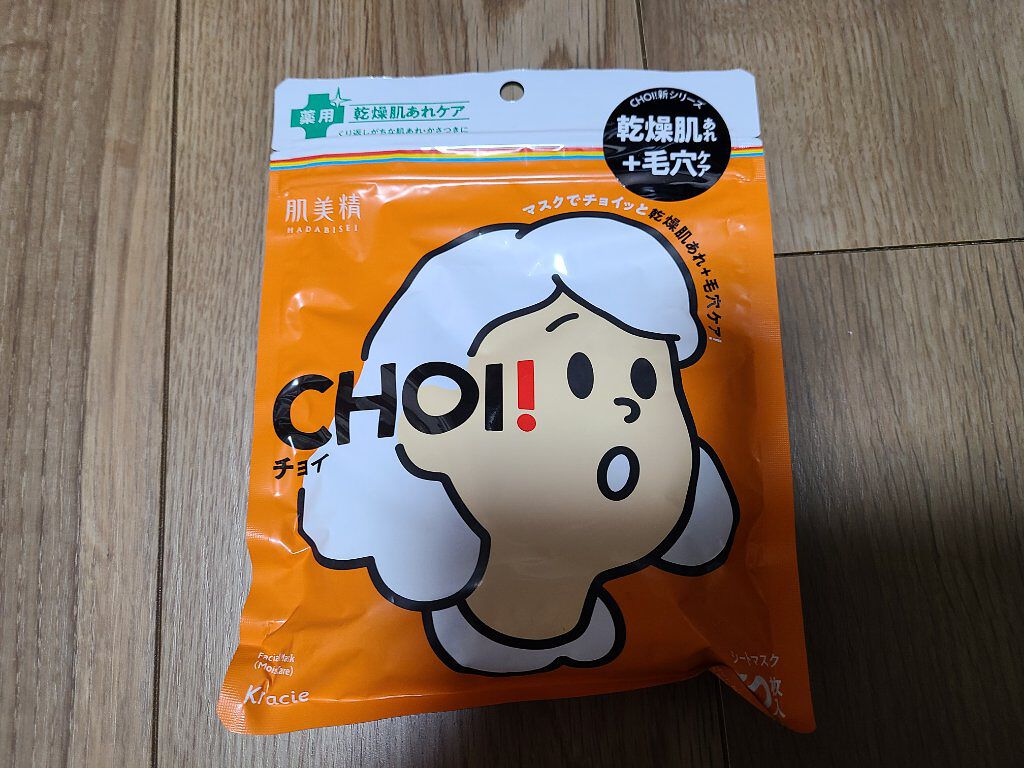 薬用
乾燥肌あれケア
くり返しがちな肌あれ・かさつきに
CHOI!新シリーズ
乾燥肌あれ
+毛穴ケア
肌美精
HADABISEI
マスクでチョイッと乾燥肌あれ+毛穴ケア!
CHOI!
チョイ
Facial Mask
Kracie
シートマスク
枚入